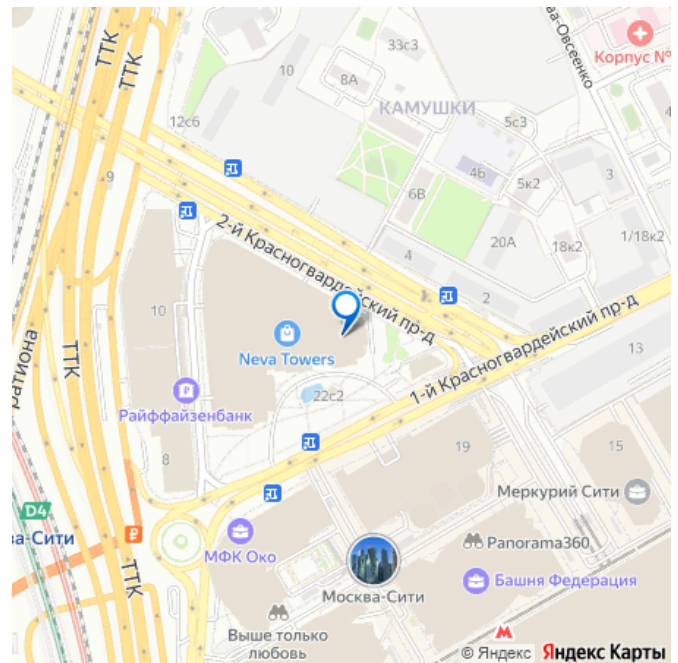 ТТК
ТТК
33с3
ва-Овсеенко
Корпус №
10
8А
КАМУШКИ
12с6
5с3
9
4Б
5к2
3
6В
2-й Красногвардейский пр-д
20А
18к2
1/18к2
4
2
10
Neva Towers
1-й Красногвардейский пр-д
13
ратиона
ТТК
Райффайзенбанк
22с2
8
19
15
Меркурий Сити
D4
ва-Сити
МФК Око
Panorama360
Башня Федерация
Москва-Сити
ТТК
Выше только
любовь
© Яндекс Яндекс Карты